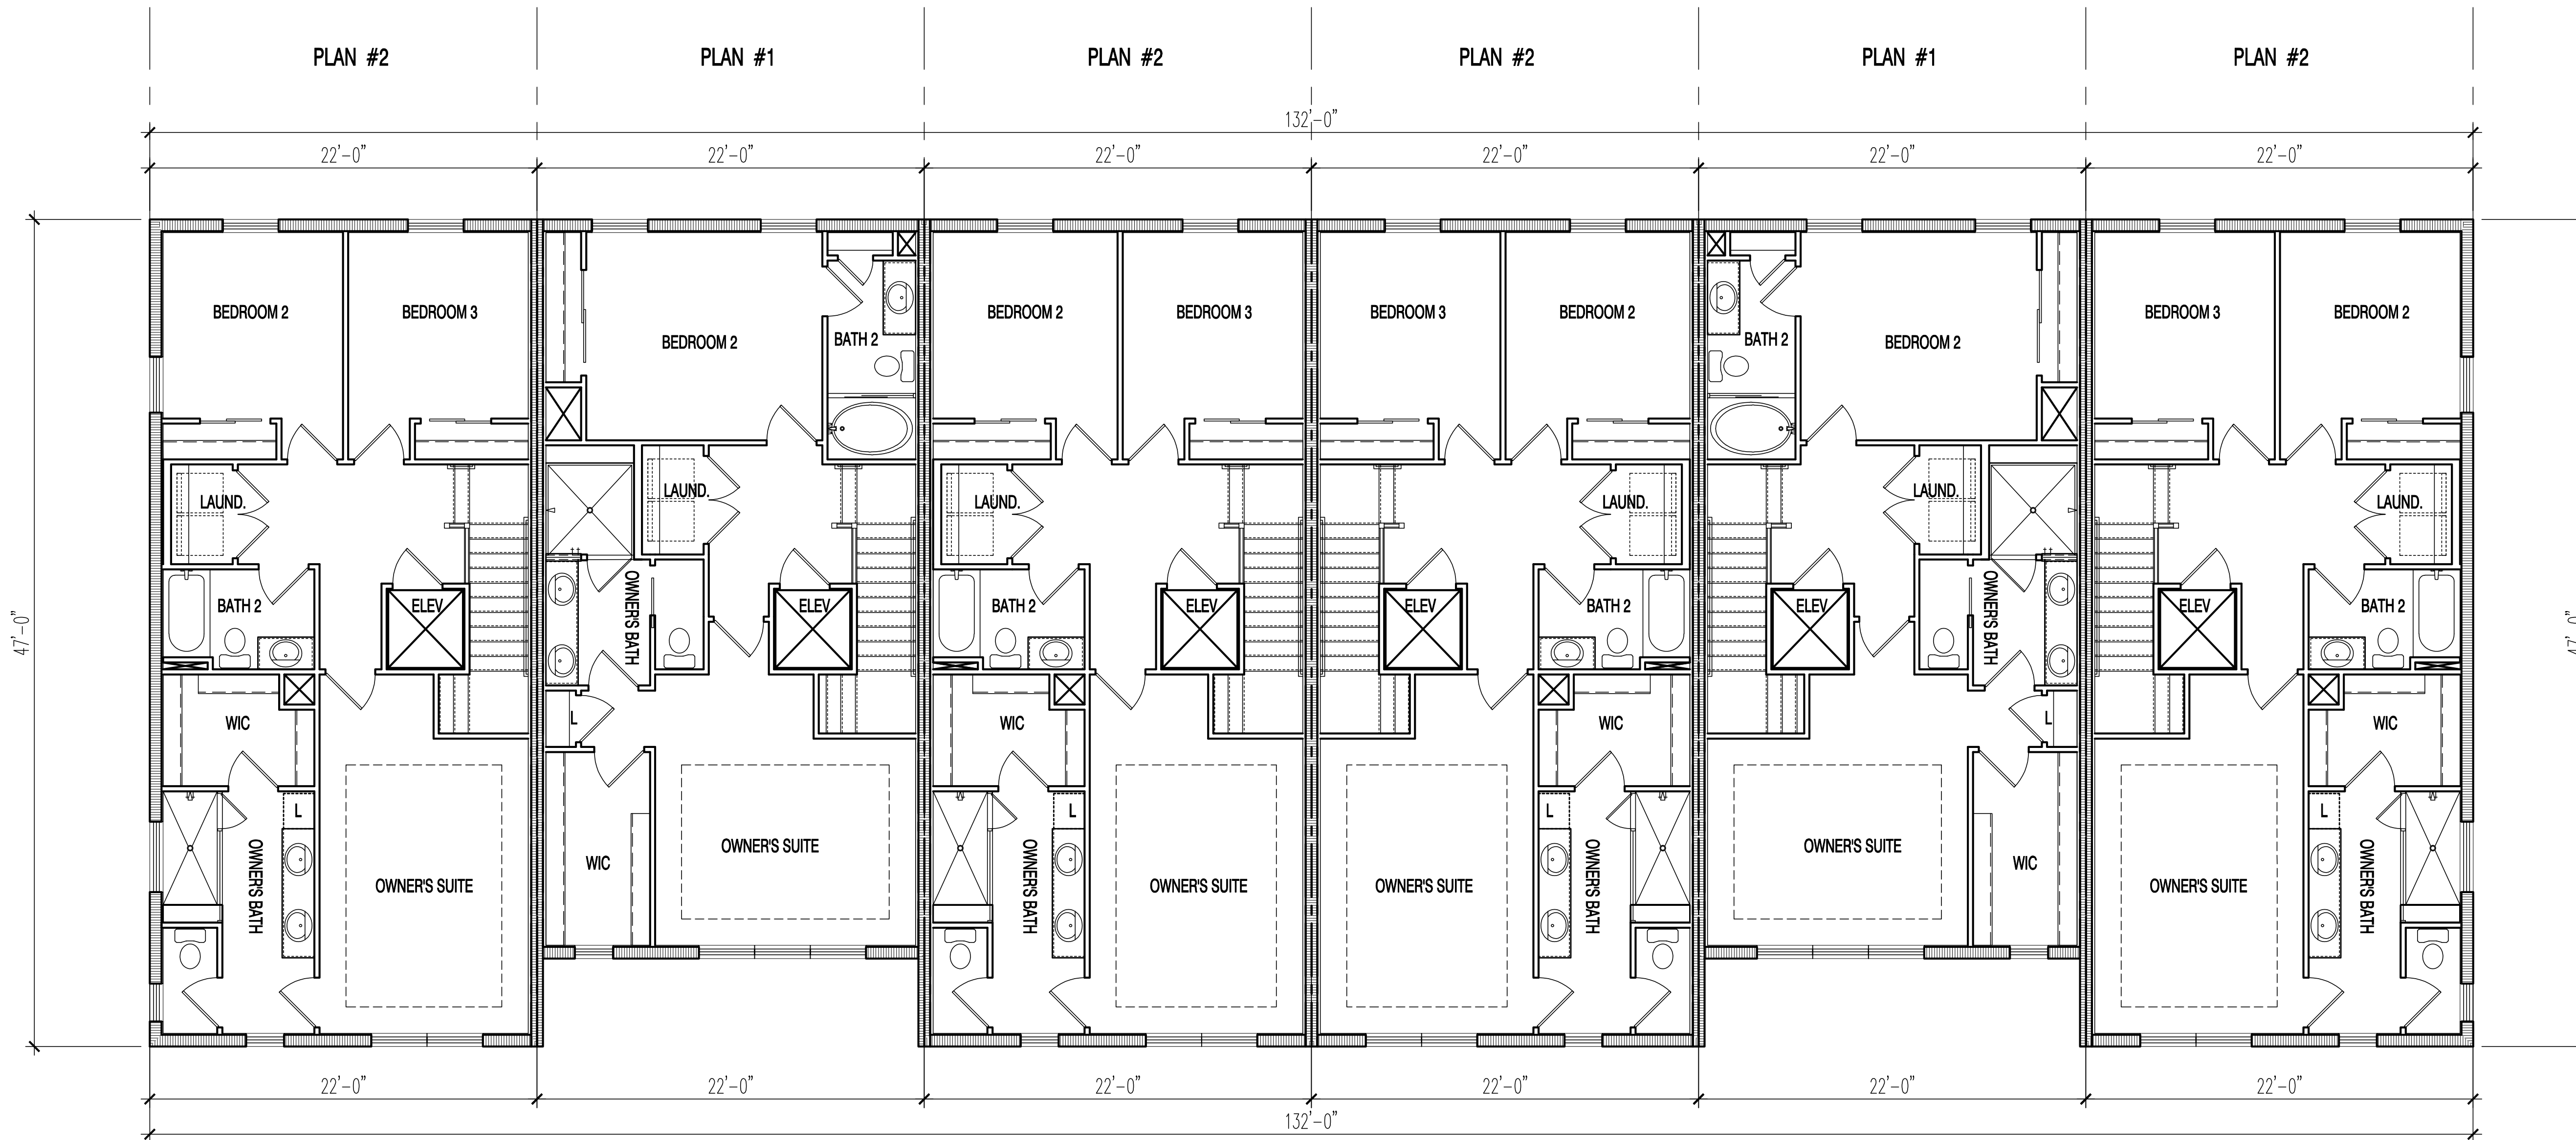 PLAN #2 PLAN #1 PLAN #2 PLAN #2 PLAN #1 PLAN #2
132'-0"
22'-0" 22'-0" 22'-0" 22'-0" 22'-0" 22'-0"
BEDROOM 2 BEDROOM 3 BEDROOM 2 BEDROOM 3 BEDROOM 3 BEDROOM 2 BEDROOM 3 BEDROOM 2
BEDROOM 2 BATH 2 BATH 2 BEDROOM 2
LAUND. LAUND. LAUND. LAUND. LAUND. LAUND.
BATH 2 ELEV OWNER'S BATH ELEV BATH 2 ELEV ELEV BATH 2 ELEV OWNER'S BATH ELEV BATH 2
47'-0" 47'-0"
WIC L WIC WIC L WIC
L L L L
OWNER'S BATH OWNER'S SUITE OWNER'S BATH OWNER'S BATH OWNER'S SUITE OWNER'S BATH
WIC WIC
OWNER'S SUITE OWNER'S SUITE OWNER'S SUITE OWNER'S SUITE
22'-0" 22'-0" 22'-0" 22'-0" 22'-0" 22'-0"
132'-0"